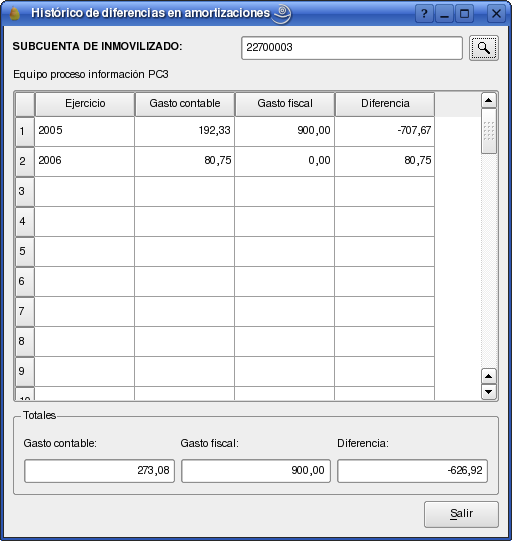 Histórico de diferencias en amortizaciones
SUBCUENTA DE INMOVILIZADO: 22700003
Equipo proceso información PC3
Ejercicio Gasto contable Gasto fiscal Diferencia
1 2005 192,33 900,00 -707,67
2 2006 80,75 0,00 80,75
3
4
5
6
7
8
9
10
Totales
Gasto contable: Gasto fiscal: Diferencia:
273,08 900,00 -626,92
Salir